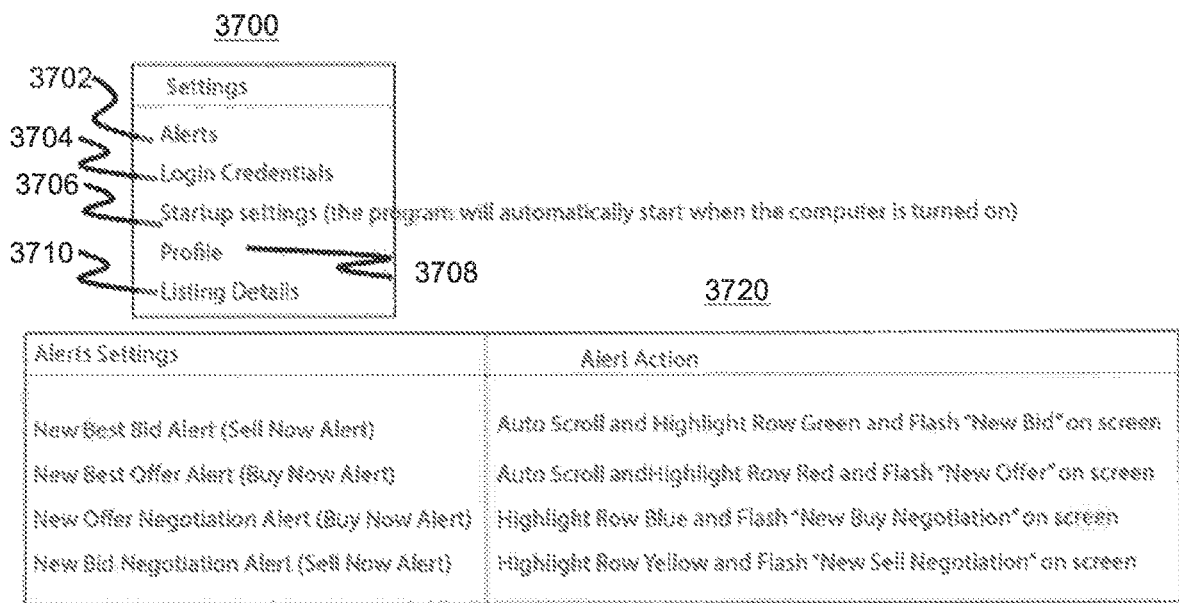 3700
3702
Settings
Alerts
3704
Login Credentials
3706
Startup settings (the program will automatically start when the computer is turned on)
3710
Profile
3708
Listing Details
3720
Alerts Settings
Alert Action
New Best Bid Alert (Sell Now Alert)
Auto Scroll and Highlight Row Green and Flash "New Bid" on screen
New Best Offer Alert (Buy Now Alert)
Auto Scroll andHighlight Row Red and Flash "New Offer" on screen
New Offer Negotiation Alert (Buy Now Alert)
Highlight Row Blue and Flash "New Buy Negotiation" on screen
New Bid Negotiation Alert (Sell Now Alert)
Highlight Row Yellow and Flash "New Sell Negotiation" on screen